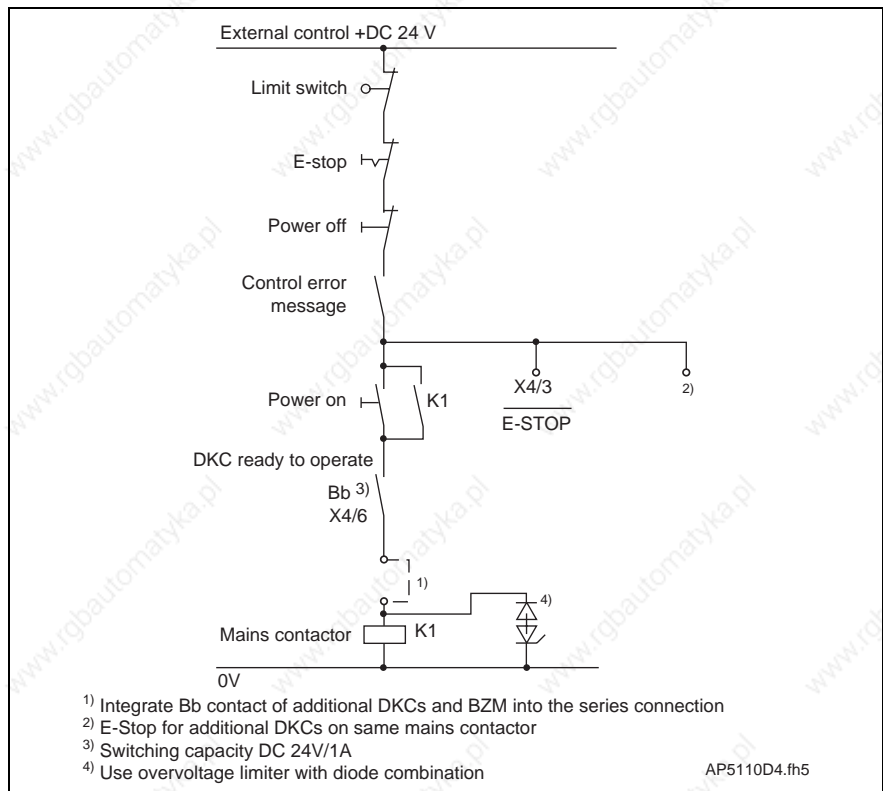 External control +DC 24 V
Limit switch
E-stop
Power off
Control error
message
X4/3
2)
Power on
K1
E-STOP
DKC ready to operate
Bb 3)
X4/6
1)
4)
Mains contactor
K1
0V
1) Integrate Bb contact of additional DKCs and BZM into the series connection
2) E-Stop for additional DKCs on same mains contactor
3) Switching capacity DC 24V/1A
4) Use overvoltage limiter with diode combination
AP5110D4.fh5
www.rgbautomatyka.pl